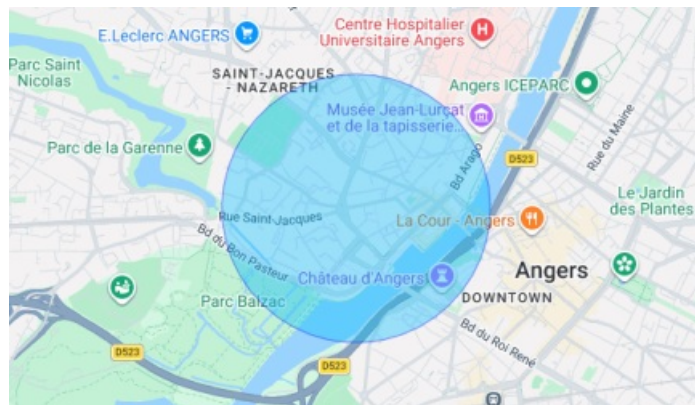 Centre Hospitalier
Universitaire Angers
E.Leclerc ANGERS
Parc Saint
Nicolas
SAINT-JACQUES
- NAZARETH
Angers ICEPARC
Musée Jean-Lurçat
et de la tapisserie...
Parc de la Garenne
D523
Bd Arago
Rue du Maine
Le Jardin
des Plantes
Rue Saint-Jacques
La Cour - Angers
Bd du Bon Pasteur
Château d'Angers
Angers
Parc Balzac
DOWNTOWN
Bd du Roi René
D523
D523